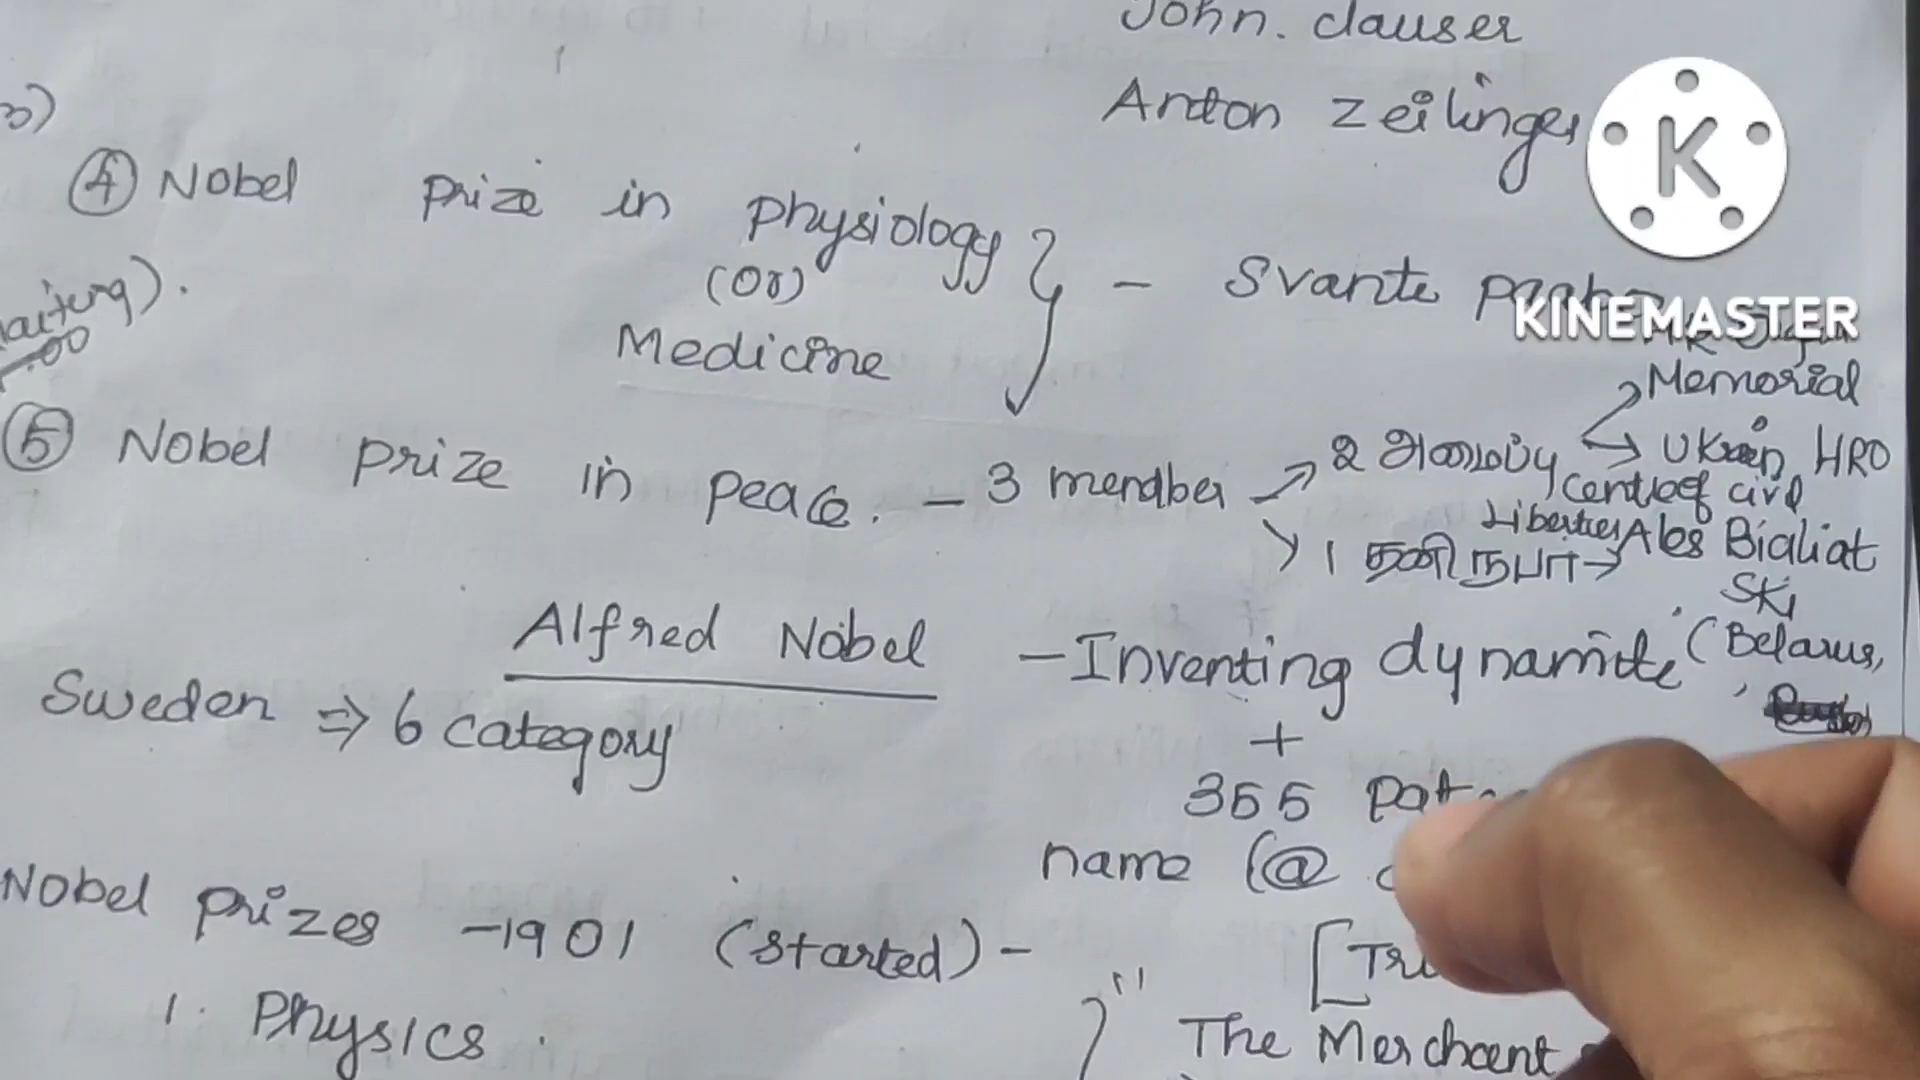 John. clauser
Anton Zeilinger
④ Nobel prize in physiology
(or)
Medicine
- Svante
KINEMASTER
Memorial
⑤ Nobel prize in peace. - 3 member
2 அமைப்பு
Ukrain HRO
Centre of civil
Liberties
1 தனிநபர் → Ales Bialiat
Ski
(Belarus,
Alfred Nobel - Inventing dynamite
Sweden ⇒ 6 category
+
355
name (@
Nobel prizes - 1901 (started) -
1. Physics.
" The Merchant